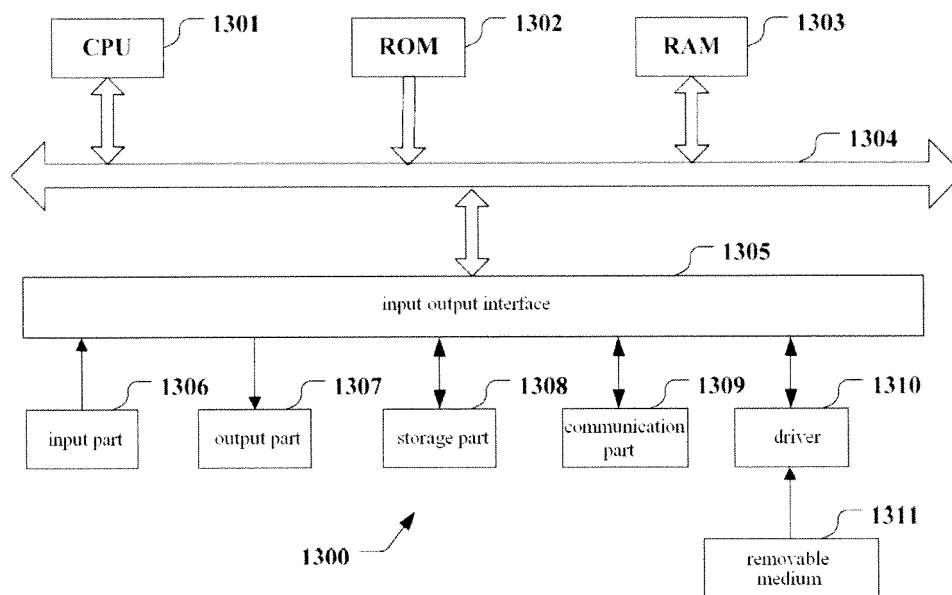 CPU
1301
ROM
1302
RAM
1303
1304
1305
input output interface
1306
1307
1308
1309
1310
input part
output part
storage part
communication
part
driver
1311
1300
removable
medium